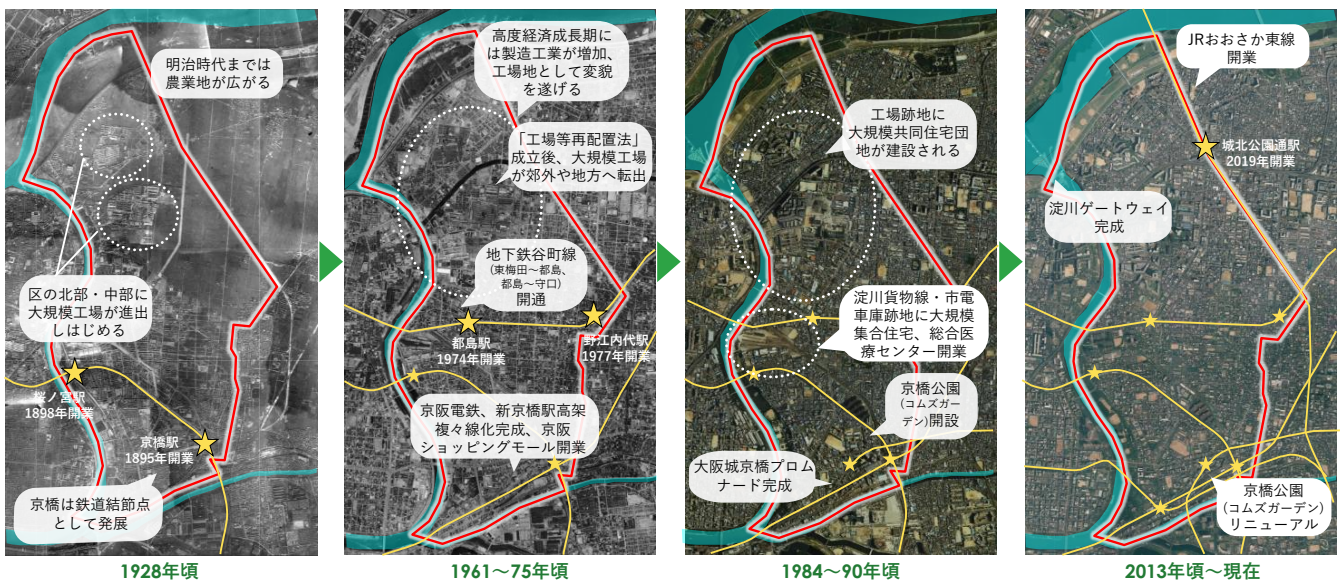 明治時代までは
農業地が広がる
区の北部・中部に
大規模工場が進出
しはじめる
桜ノ宮駅
1898年開業
京橋駅
1895年開業
京橋は鉄道結節点
として発展
1928年頃
高度経済成長期に
は製造工業が増加、
工場地として変貌
を遂げる
「工場等再配置法」
成立後、大規模工場
が郊外や地方へ転出
地下鉄谷町線
(東梅田〜都島、
都島〜守口)
開通
都島駅
1974年開業
野江内代駅
1977年開業
京阪電鉄、新京橋駅高架
複々線化完成、京阪
ショッピングモール開業
1961〜75年頃
工場跡地に
大規模共同住宅団
地が建設される
淀川貨物線・市電
車庫跡地に大規模
集合住宅、総合医
療センター開業
京橋公園
(コムズガー
デン)開設
大阪城京橋プロム
ナード完成
1984〜90年頃
JRおおさか東線
開業
城北公園通駅
2019年開業
淀川ゲートウェイ
完成
京橋公園
(コムズガーデン)
リニューアル
2013年頃〜現在